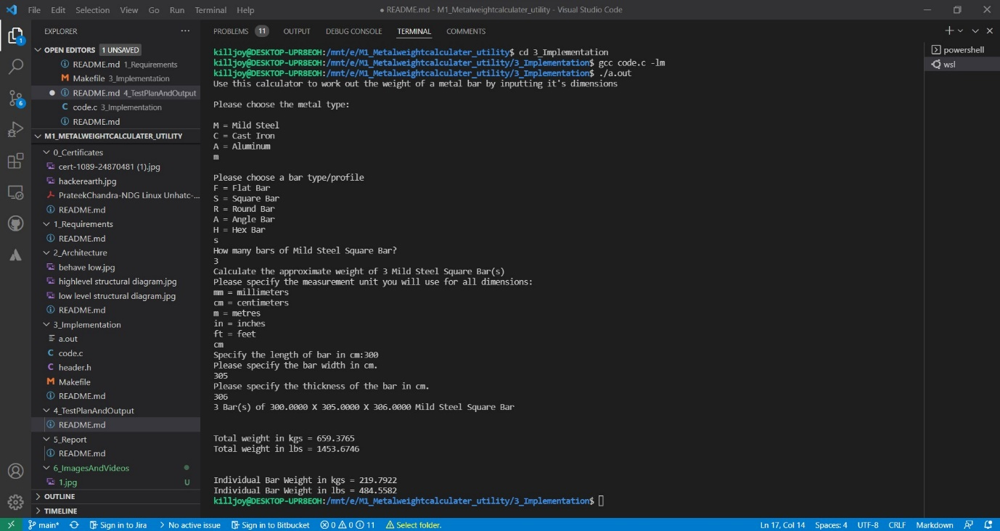 File Edit Selection View Go Run Terminal Help
● README.md - M1_Metalweightcalculater_utility - Visual Studio Code
EXPLORER
OPEN EDITORS 1 UNSAVED
README.md 1_Requirements
Makefile 3_Implementation
README.md 4_TestPlanAndOutput
code.c 3_Implementation
README.md
M1_METALWEIGHTCALCULATER_UTILITY
0_Certificates
cert-1089-24870481 (1).jpg
hackerearth.jpg
PrateekChandra-NDG Linux Unhatc-...
README.md
1_Requirements
README.md
2_Architecture
behave low.jpg
highlevel structural diagram.jpg
low level structural diagram.jpg
README.md
3_Implementation
a.out
code.c
header.h
Makefile
README.md
4_TestPlanAndOutput
README.md
5_Report
README.md
6_ImagesAndVideos
1.jpg U
OUTLINE
TIMELINE
1
6
PROBLEMS 11 OUTPUT DEBUG CONSOLE TERMINAL COMMENTS
killjoy@DESKTOP-UPR8EOH:/mnt/e/M1_Metalweightcalculater_utility$ cd 3_Implementation
killjoy@DESKTOP-UPR8EOH:/mnt/e/M1_Metalweightcalculater_utility/3_Implementation$ gcc code.c -lm
killjoy@DESKTOP-UPR8EOH:/mnt/e/M1_Metalweightcalculater_utility/3_Implementation$ ./a.out
Use this calculator to work out the weight of a metal bar by inputting it's dimensions
Please choose the metal type:
M = Mild Steel
C = Cast Iron
A = Aluminum
m
Please choose a bar type/profile
F = Flat Bar
S = Square Bar
R = Round Bar
A = Angle Bar
H = Hex Bar
s
How many bars of Mild Steel Square Bar?
3
Calculate the approximate weight of 3 Mild Steel Square Bar(s)
Please specify the measurement unit you will use for all dimensions:
mm = millimeters
cm = centimeters
m = metres
in = inches
ft = feet
cm
Specify the length of bar in cm:300
Please specify the bar width in cm.
305
Please specify the thickness of the bar in cm.
306
3 Bar(s) of 300.0000 X 305.0000 X 306.0000 Mild Steel Square Bar
Total weight in kgs = 659.3765
Total weight in lbs = 1453.6746
Individual Bar Weight in kgs = 219.7922
Individual Bar Weight in lbs = 484.5582
killjoy@DESKTOP-UPR8EOH:/mnt/e/M1_Metalweightcalculater_utility/3_Implementation$
powershell
wsl
main* Sign in to Jira No active issue Sign in to Bitbucket 0 0 11 Select folder. Ln 17, Col 14 Spaces: 4 UTF-8 CRLF Markdown